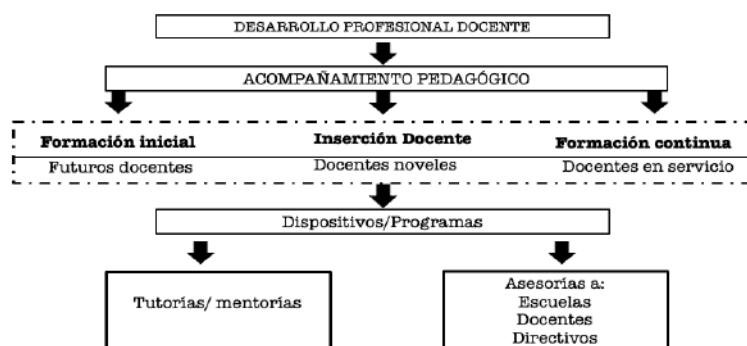 DESARROLLO PROFESIONAL DOCENTE
ACOMPAÑAMIENTO PEDAGÓGICO
Formación inicial
Inserción Docente
Formación continua
Futuros docentes
Docentes noveles
Docentes en servicio
Dispositivos/Programas
Tutorías/ mentorías
Asesorías a:
Escuelas
Docentes
Directivos